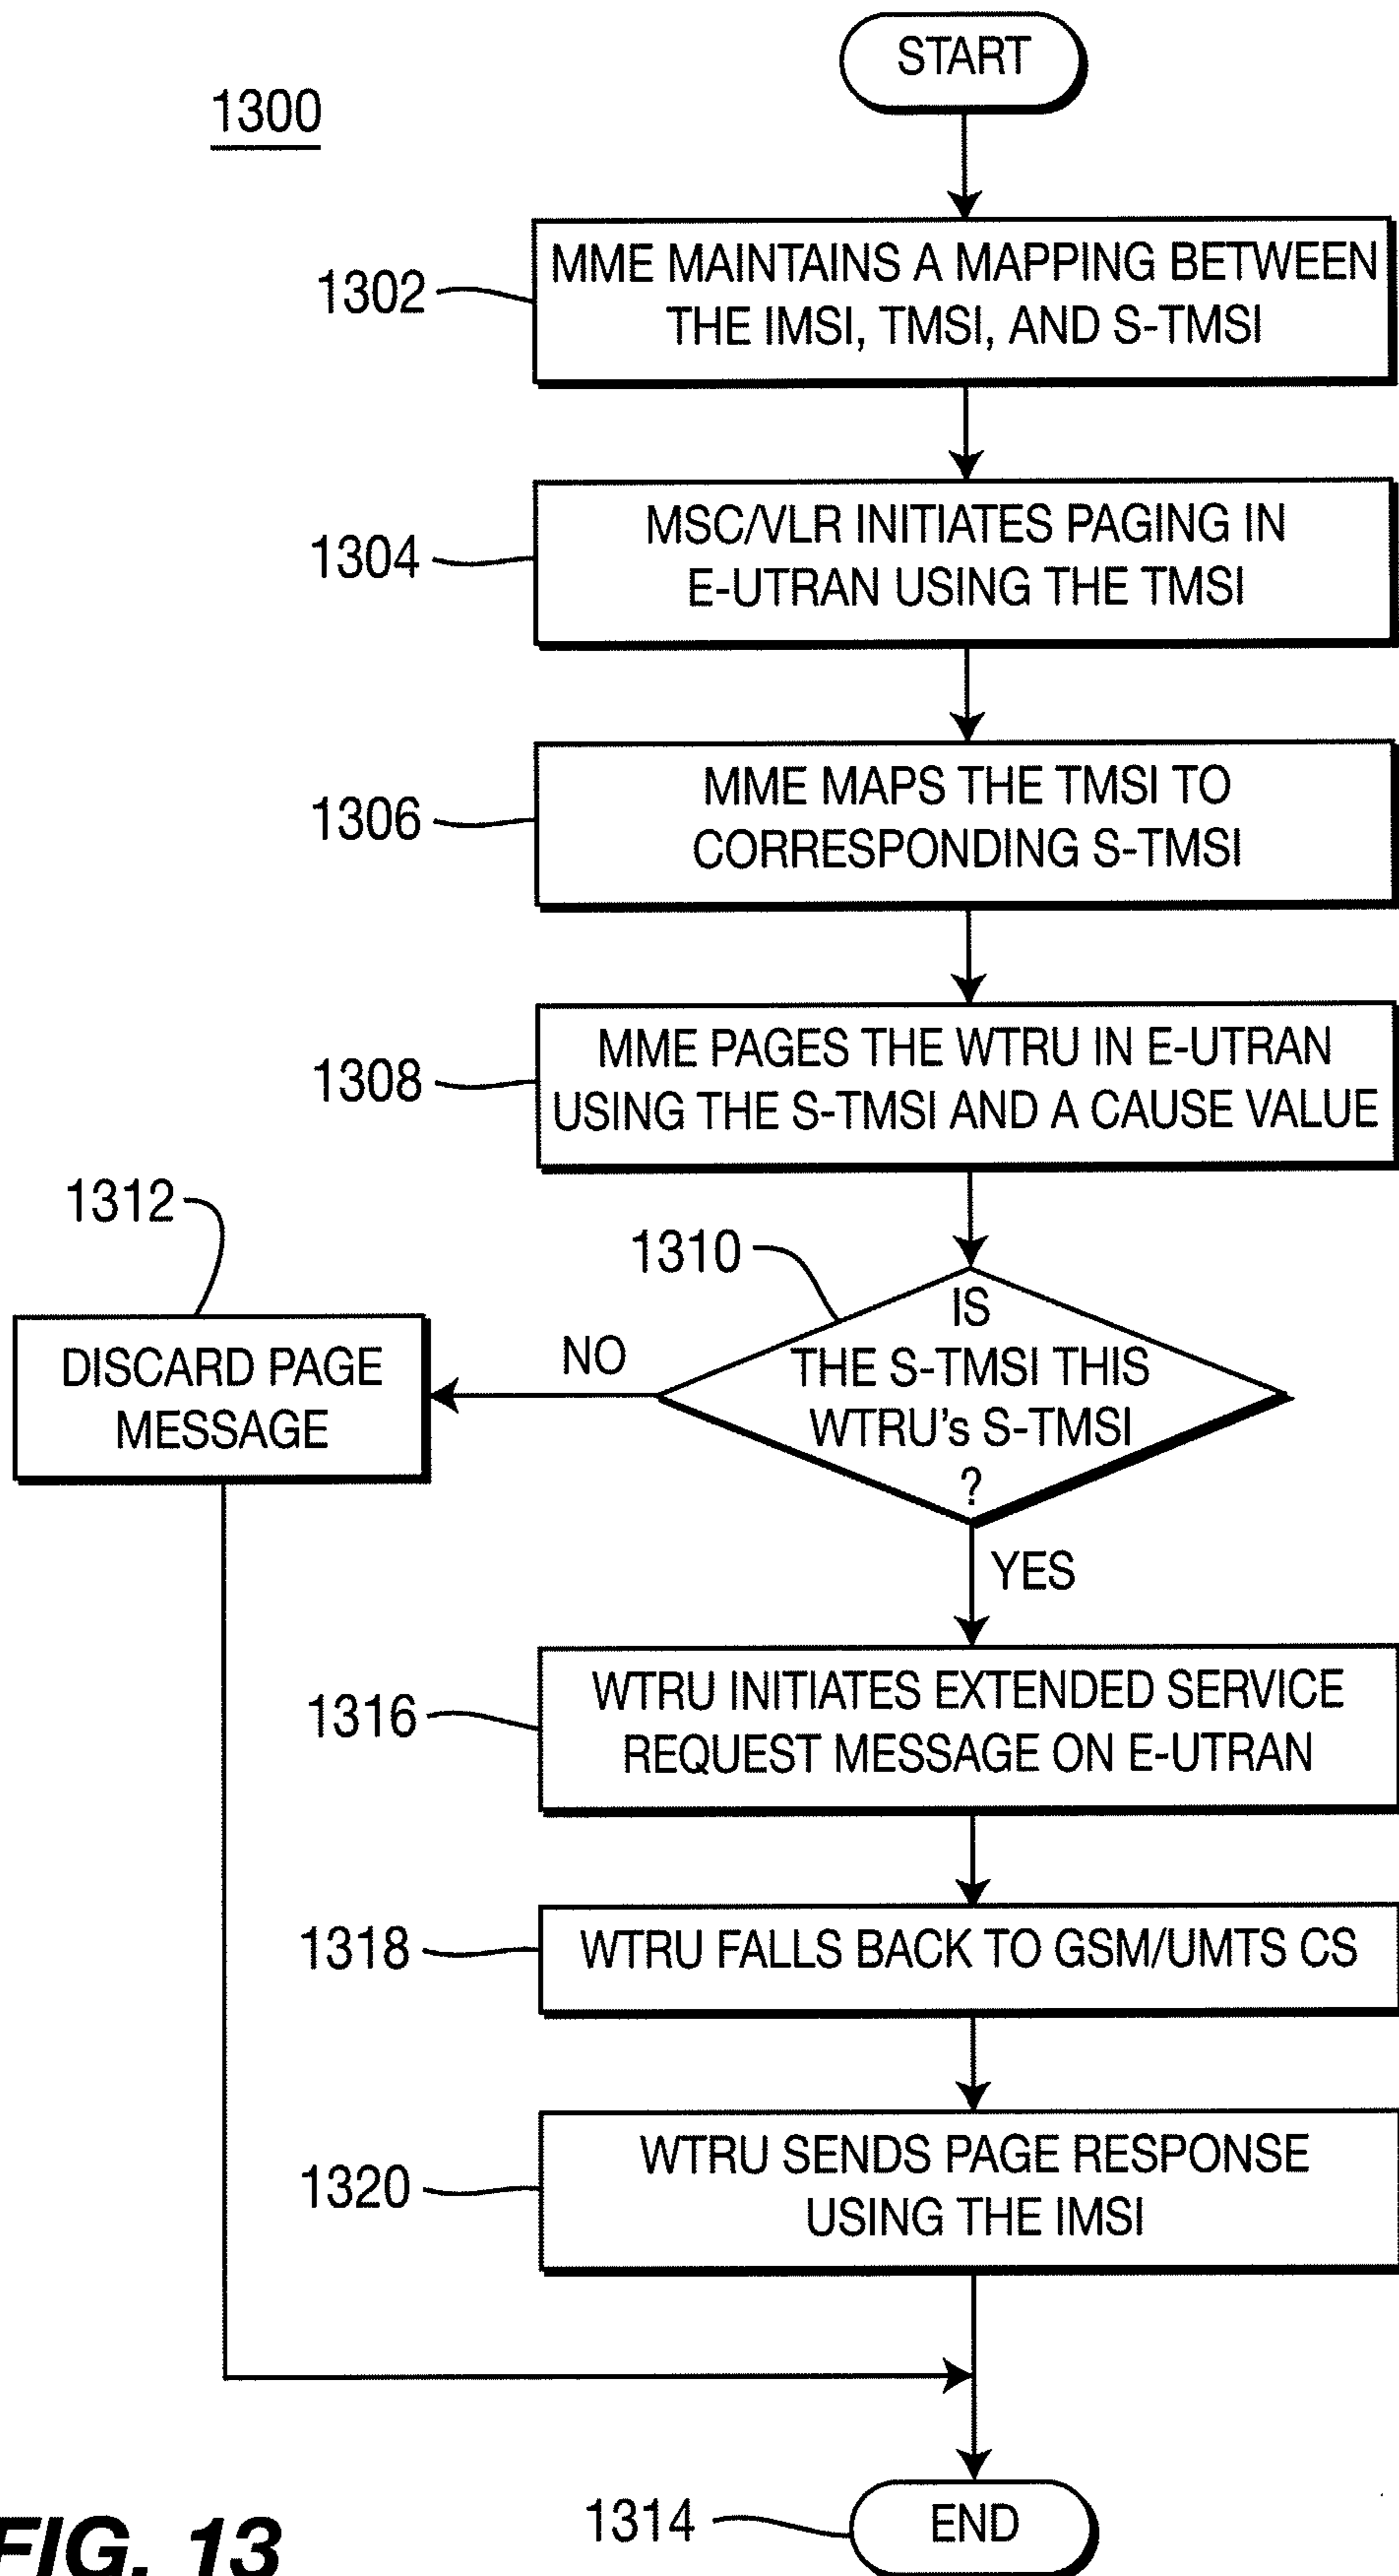 START
1300
MME MAINTAINS A MAPPING BETWEEN
THE IMSI, TMSI, AND S-TMSI
1302
MSC/VLR INITIATES PAGING IN
E-UTRAN USING THE TMSI
1304
MME MAPS THE TMSI TO
CORRESPONDING S-TMSI
1306
MME PAGES THE WTRU IN E-UTRAN
USING THE S-TMSI AND A CAUSE VALUE
1308
1312
1310
DISCARD PAGE
MESSAGE
NO
IS
THE S-TMSI THIS
WTRU's S-TMSI
?
YES
WTRU INITIATES EXTENDED SERVICE
REQUEST MESSAGE ON E-UTRAN
1316
1318
WTRU FALLS BACK TO GSM/UMTS CS
WTRU SENDS PAGE RESPONSE
USING THE IMSI
1320
1314
END
FIG. 13